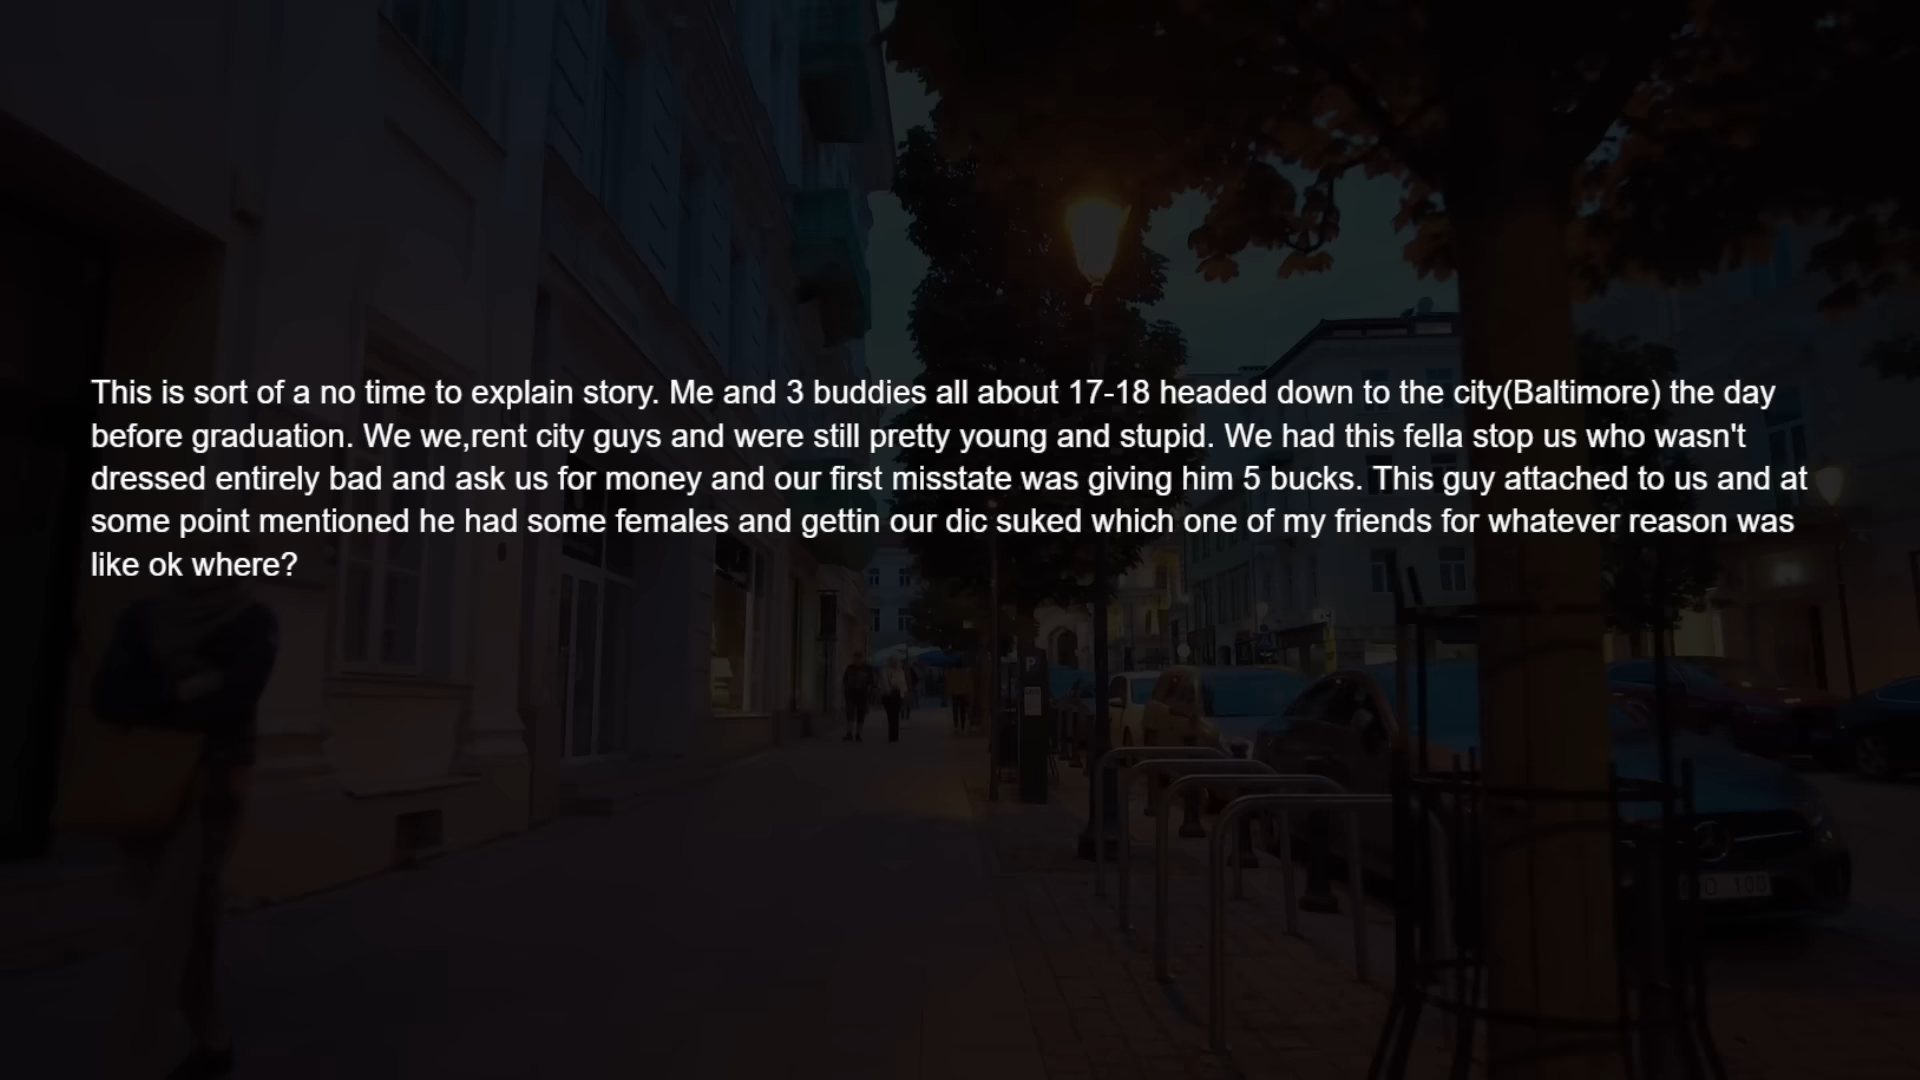 This is sort of a no time to explain story. Me and 3 buddies all about 17-18 headed down to the city(Baltimore) the day
before graduation. We we,rent city guys and were still pretty young and stupid. We had this fella stop us who wasn't
dressed entirely bad and ask us for money and our first misstate was giving him 5 bucks. This guy attached to us and at
some point mentioned he had some females and gettin our dic suked which one of my friends for whatever reason was
like ok where?
P